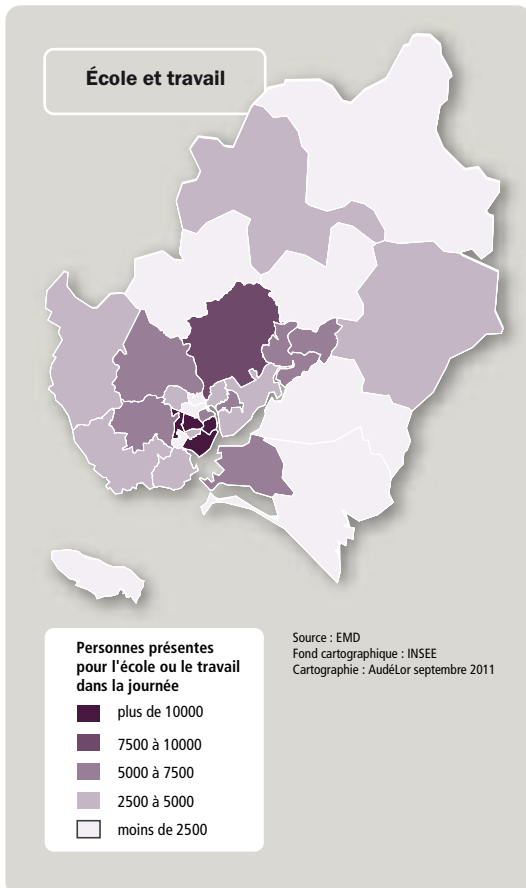 École et travail
Personnes présentes
pour l'école ou le travail
dans la journée
plus de 10000
7500 à 10000
5000 à 7500
2500 à 5000
moins de 2500
Source : EMD
Fond cartographique : INSEE
Cartographie : AudéLor septembre 2011